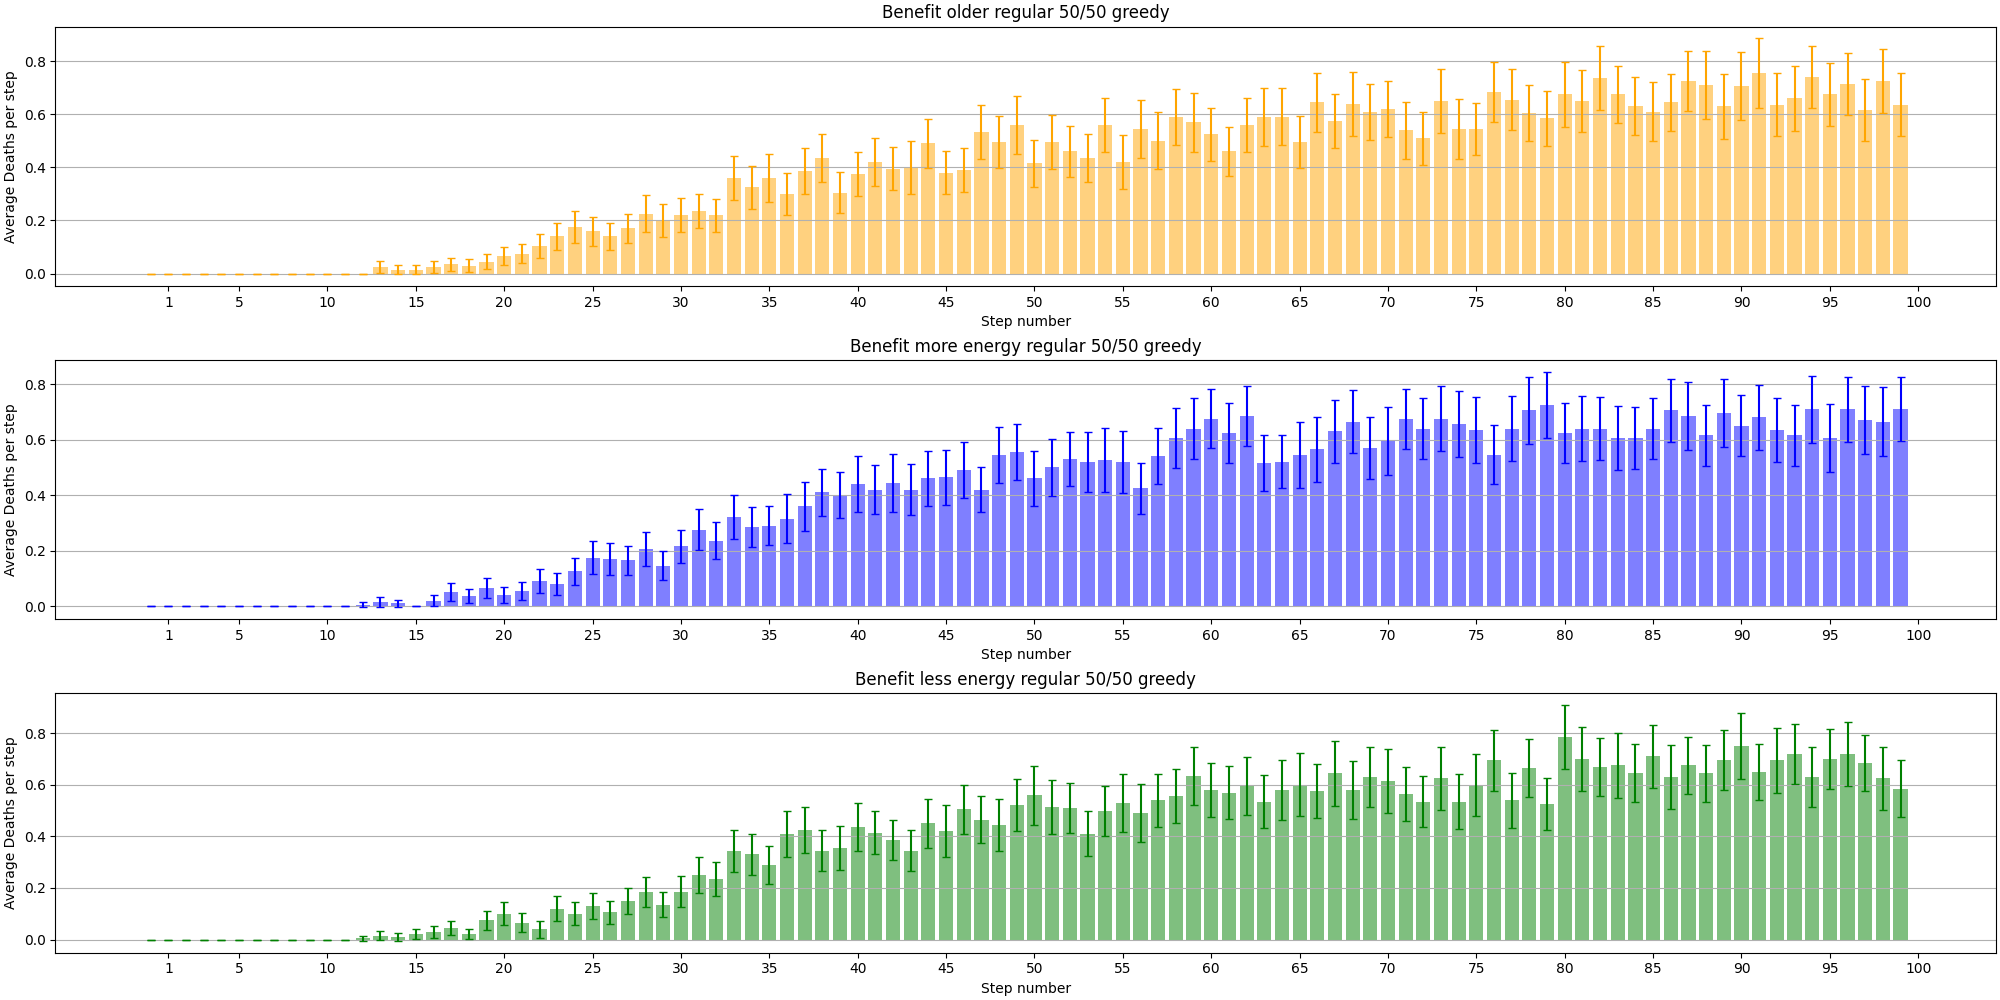 Benefit older regular 50/50 greedy
Average Deaths per step
0.8
0.6
0.4
0.2
0.0
1 5 10 15 20 25 30 35 40 45 50 55 60 65 70 75 80 85 90 95 100
Step number
Benefit more energy regular 50/50 greedy
Average Deaths per step
0.8
0.6
0.4
0.2
0.0
1 5 10 15 20 25 30 35 40 45 50 55 60 65 70 75 80 85 90 95 100
Step number
Benefit less energy regular 50/50 greedy
Average Deaths per step
0.8
0.6
0.4
0.2
0.0
1 5 10 15 20 25 30 35 40 45 50 55 60 65 70 75 80 85 90 95 100
Step number